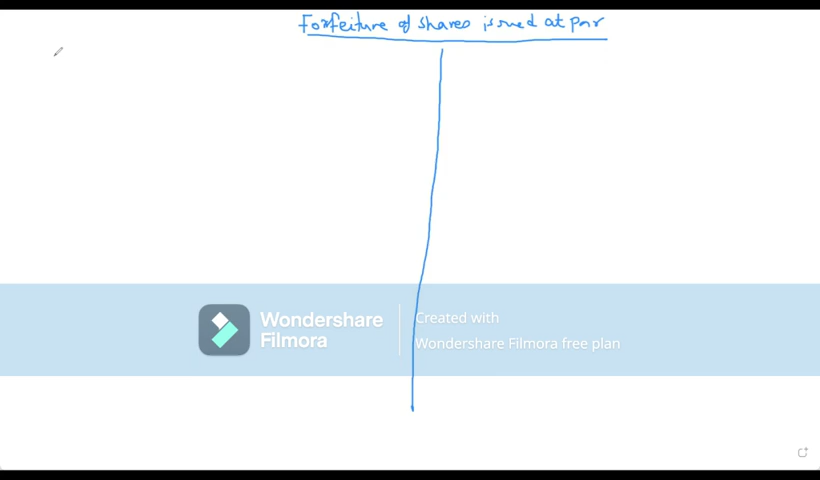 Forfeiture of shares issued at par
Wondershare
Filmora
Created with
Wondershare Filmora free plan